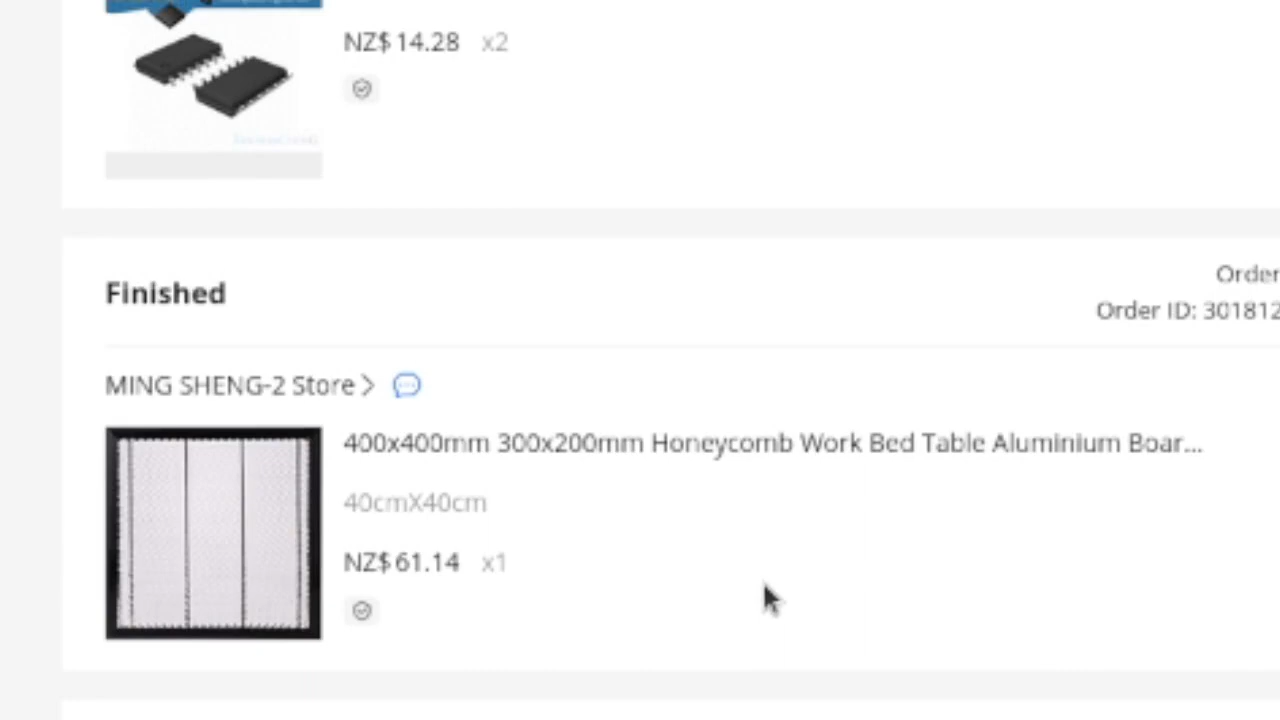 NZ$ 14.28 x2
Order
Finished
Order ID: 301812
MING SHENG-2 Store >
400x400mm 300x200mm Honeycomb Work Bed Table Aluminium Boar...
40cmX40cm
NZ$ 61.14 x1